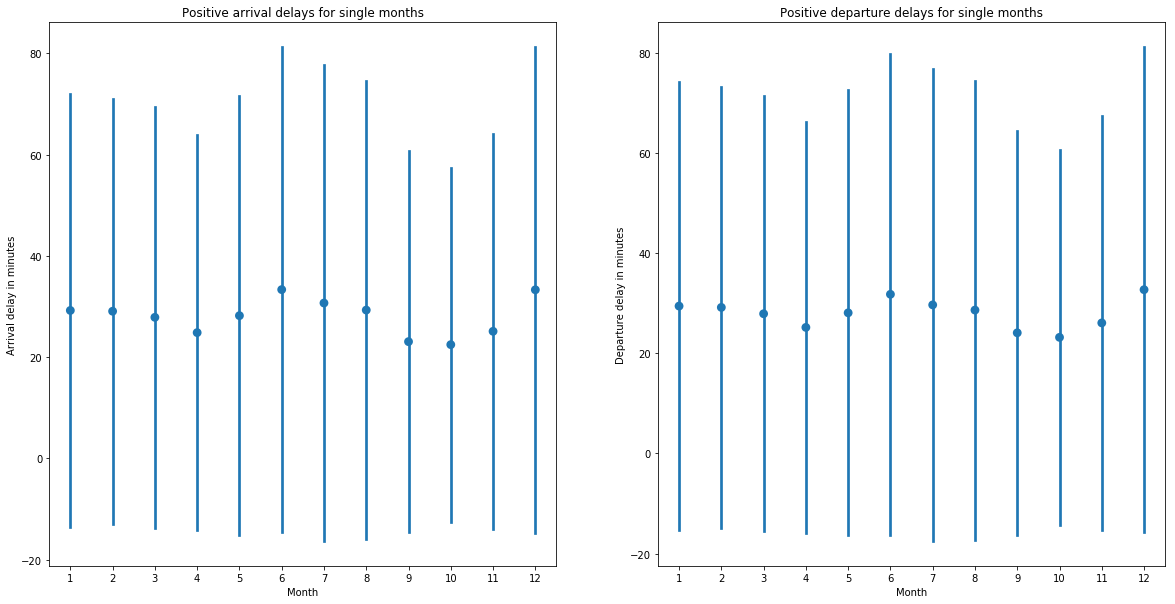 Positive arrival delays for single months
Arrival delay in minutes
80
60
40
20
0
−20
1 2 3 4 5 6 7 8 9 10 11 12
Month
Positive departure delays for single months
Departure delay in minutes
80
60
40
20
0
−20
1 2 3 4 5 6 7 8 9 10 11 12
Month